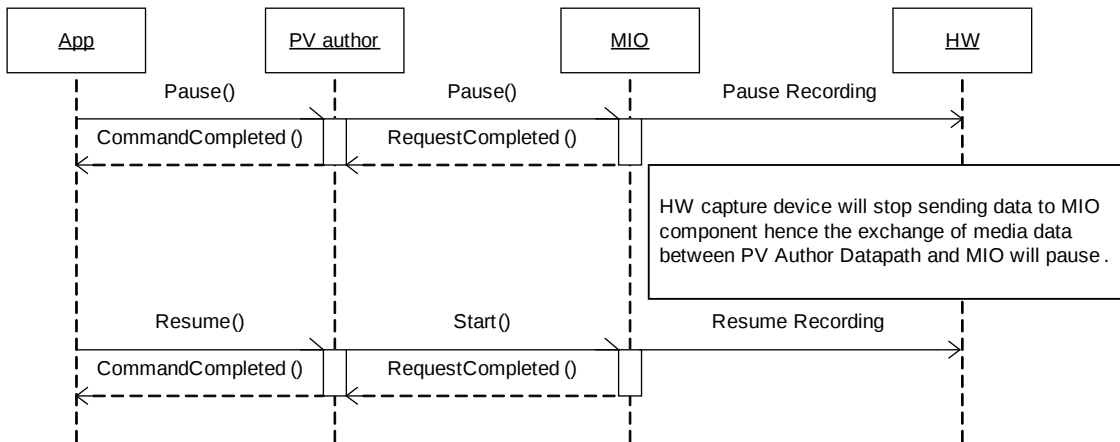 App
PV author
MIO
HW
Pause()
Pause()
Pause Recording
CommandCompleted ()
RequestCompleted ()
HW capture device will stop sending data to MIO
component hence the exchange of media data
between PV Author Datapath and MIO will pause .
Resume()
Start()
Resume Recording
CommandCompleted ()
RequestCompleted ()